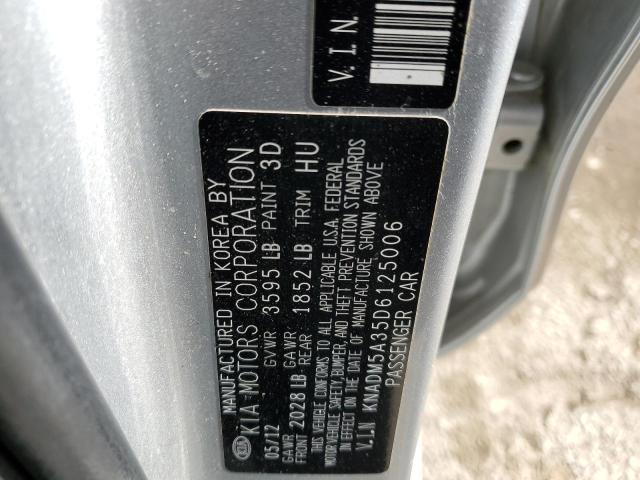 V.I.N.
MANUFACTURED IN KOREA BY
KIA MOTORS CORPORATION
05/12 GVWR 3595 LB PAINT 3D
GAWR FRONT 2028 LB GAWR REAR 1852 LB TRIM HU
THIS VEHICLE CONFORMS TO ALL APPLICABLE U.S.A. FEDERAL
MOTOR VEHICLE SAFETY, BUMPER, AND THEFT PREVENTION STANDARDS
IN EFFECT ON THE DATE OF MANUFACTURE SHOWN ABOVE
V.I.N KNADM5A35D6125006
PASSENGER CAR